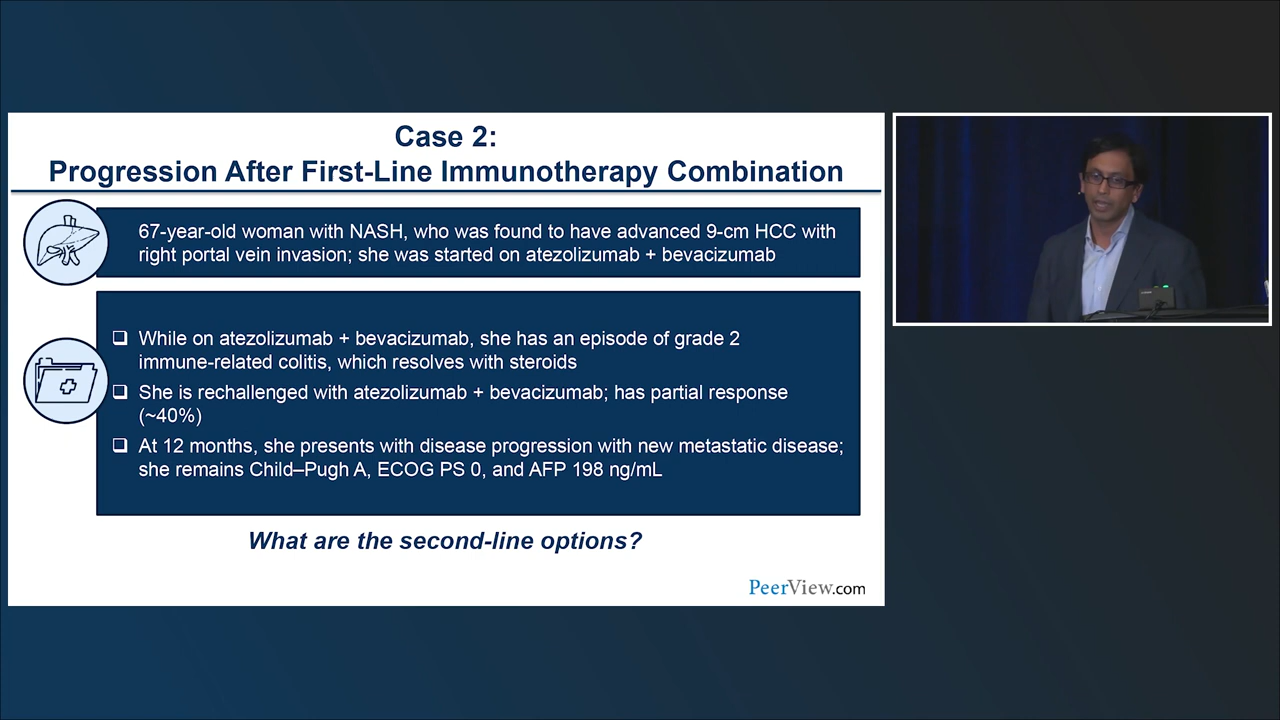 Case 2:
Progression After First-Line Immunotherapy Combination
67-year-old woman with NASH, who was found to have advanced 9-cm HCC with
right portal vein invasion; she was started on atezolizumab + bevacizumab
While on atezolizumab + bevacizumab, she has an episode of grade 2
immune-related colitis, which resolves with steroids
She is rechallenged with atezolizumab + bevacizumab; has partial response
(~40%)
At 12 months, she presents with disease progression with new metastatic disease;
she remains Child–Pugh A, ECOG PS 0, and AFP 198 ng/mL
What are the second-line options?
PeerView.com